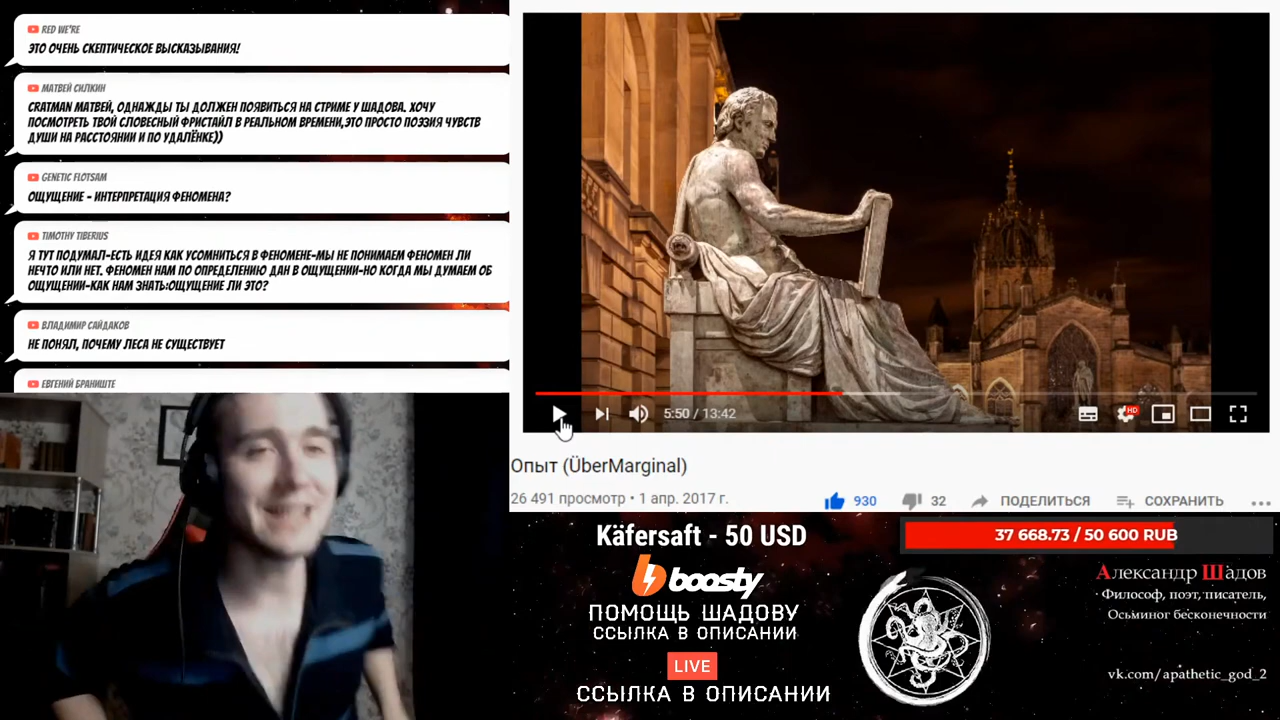 RED WE'RE
ЭТО ОЧЕНЬ СКЕПТИЧЕСКОЕ ВЫСКАЗЫВАНИЯ!
МАТВЕЙ СИЛКИН
CRATMAN МАТВЕЙ, ОДНАЖДЫ ТЫ ДОЛЖЕН ПОЯВИТЬСЯ НА СТРИМЕ У ШАДОВА. ХОЧУ
ПОСМОТРЕТЬ ТВОЙ СЛОВЕСНЫЙ ФРИСТАЙЛ В РЕАЛЬНОМ ВРЕМЕНИ,ЭТО ПРОСТО ПОЭЗИЯ ЧУВСТВ
ДУШИ НА РАССТОЯНИИ И ПО УДАЛЁНКЕ))
GENETIC FLOTSAM
ОЩУЩЕНИЕ - ИНТЕРПРЕТАЦИЯ ФЕНОМЕНА?
TIMOTHY TIBERIUS
Я ТУТ ПОДУМАЛ-ЕСТЬ ИДЕЯ КАК УСОМНИТЬСЯ В ФЕНОМЕНЕ-МЫ НЕ ПОНИМАЕМ ФЕНОМЕН ЛИ
НЕЧТО ИЛИ НЕТ. ФЕНОМЕН НАМ ПО ОПРЕДЕЛЕНИЮ ДАН В ОЩУЩЕНИИ-НО КОГДА МЫ ДУМАЕМ ОБ
ОЩУЩЕНИИ-КАК НАМ ЗНАТЬ:ОЩУЩЕНИЕ ЛИ ЭТО?
ВЛАДИМИР САЙДАКОВ
НЕ ПОНЯЛ, ПОЧЕМУ ЛЕСА НЕ СУЩЕСТВУЕТ
ЕВГЕНИЙ БРАНИШТЕ
5:50 / 13:42
HD
Опыт (ÜberMarginal)
26 491 просмотр • 1 апр. 2017 г.
930
32
ПОДЕЛИТЬСЯ
СОХРАНИТЬ
Käfersaft - 50 USD
boosty
ПОМОЩЬ ШАДОВУ
ССЫЛКА В ОПИСАНИИ
LIVE
ССЫЛКА В ОПИСАНИИ
37 668.73 / 50 600 RUB
Александр Шадов
Философ, поэт, писатель,
Осьминог бесконечности
vk.com/apathetic_god_2